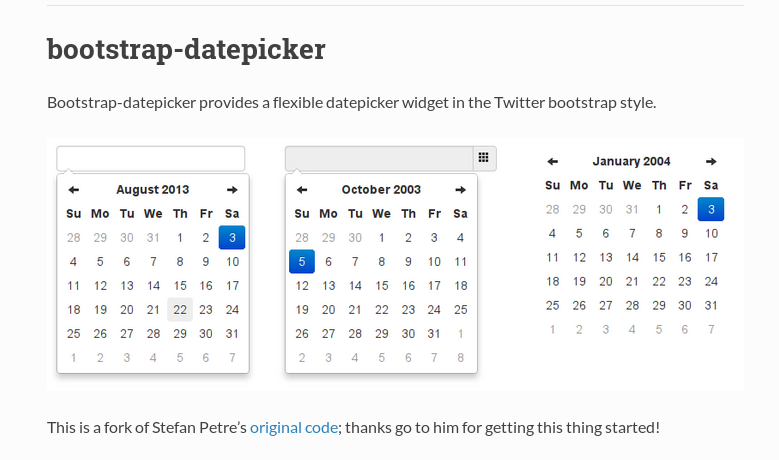 bootstrap-datepicker
Bootstrap-datepicker provides a flexible datepicker widget in the Twitter bootstrap style.
August 2013
Su Mo Tu We Th Fr Sa
28 29 30 31 1 2 3
4 5 6 7 8 9 10
11 12 13 14 15 16 17
18 19 20 21 22 23 24
25 26 27 28 29 30 31
1 2 3 4 5 6 7
October 2003
Su Mo Tu We Th Fr Sa
28 29 30 1 2 3 4
5 6 7 8 9 10 11
12 13 14 15 16 17 18
19 20 21 22 23 24 25
26 27 28 29 30 31 1
2 3 4 5 6 7 8
January 2004
Su Mo Tu We Th Fr Sa
28 29 30 31 1 2 3
4 5 6 7 8 9 10
11 12 13 14 15 16 17
18 19 20 21 22 23 24
25 26 27 28 29 30 31
1 2 3 4 5 6 7
This is a fork of Stefan Petre’s original code; thanks go to him for getting this thing started!